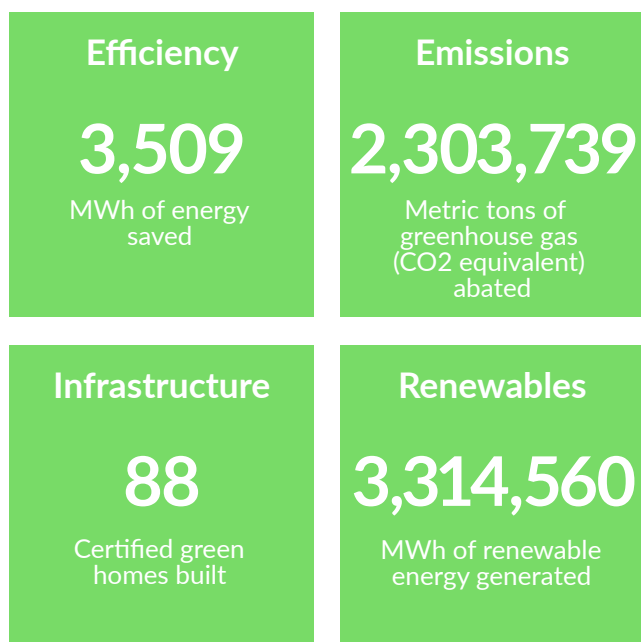 Efficiency
3,509
MWh of energy
saved
Emissions
2,303,739
Metric tons of
greenhouse gas
(CO2 equivalent)
abated
Infrastructure
88
Certified green
homes built
Renewables
3,314,560
MWh of renewable
energy generated